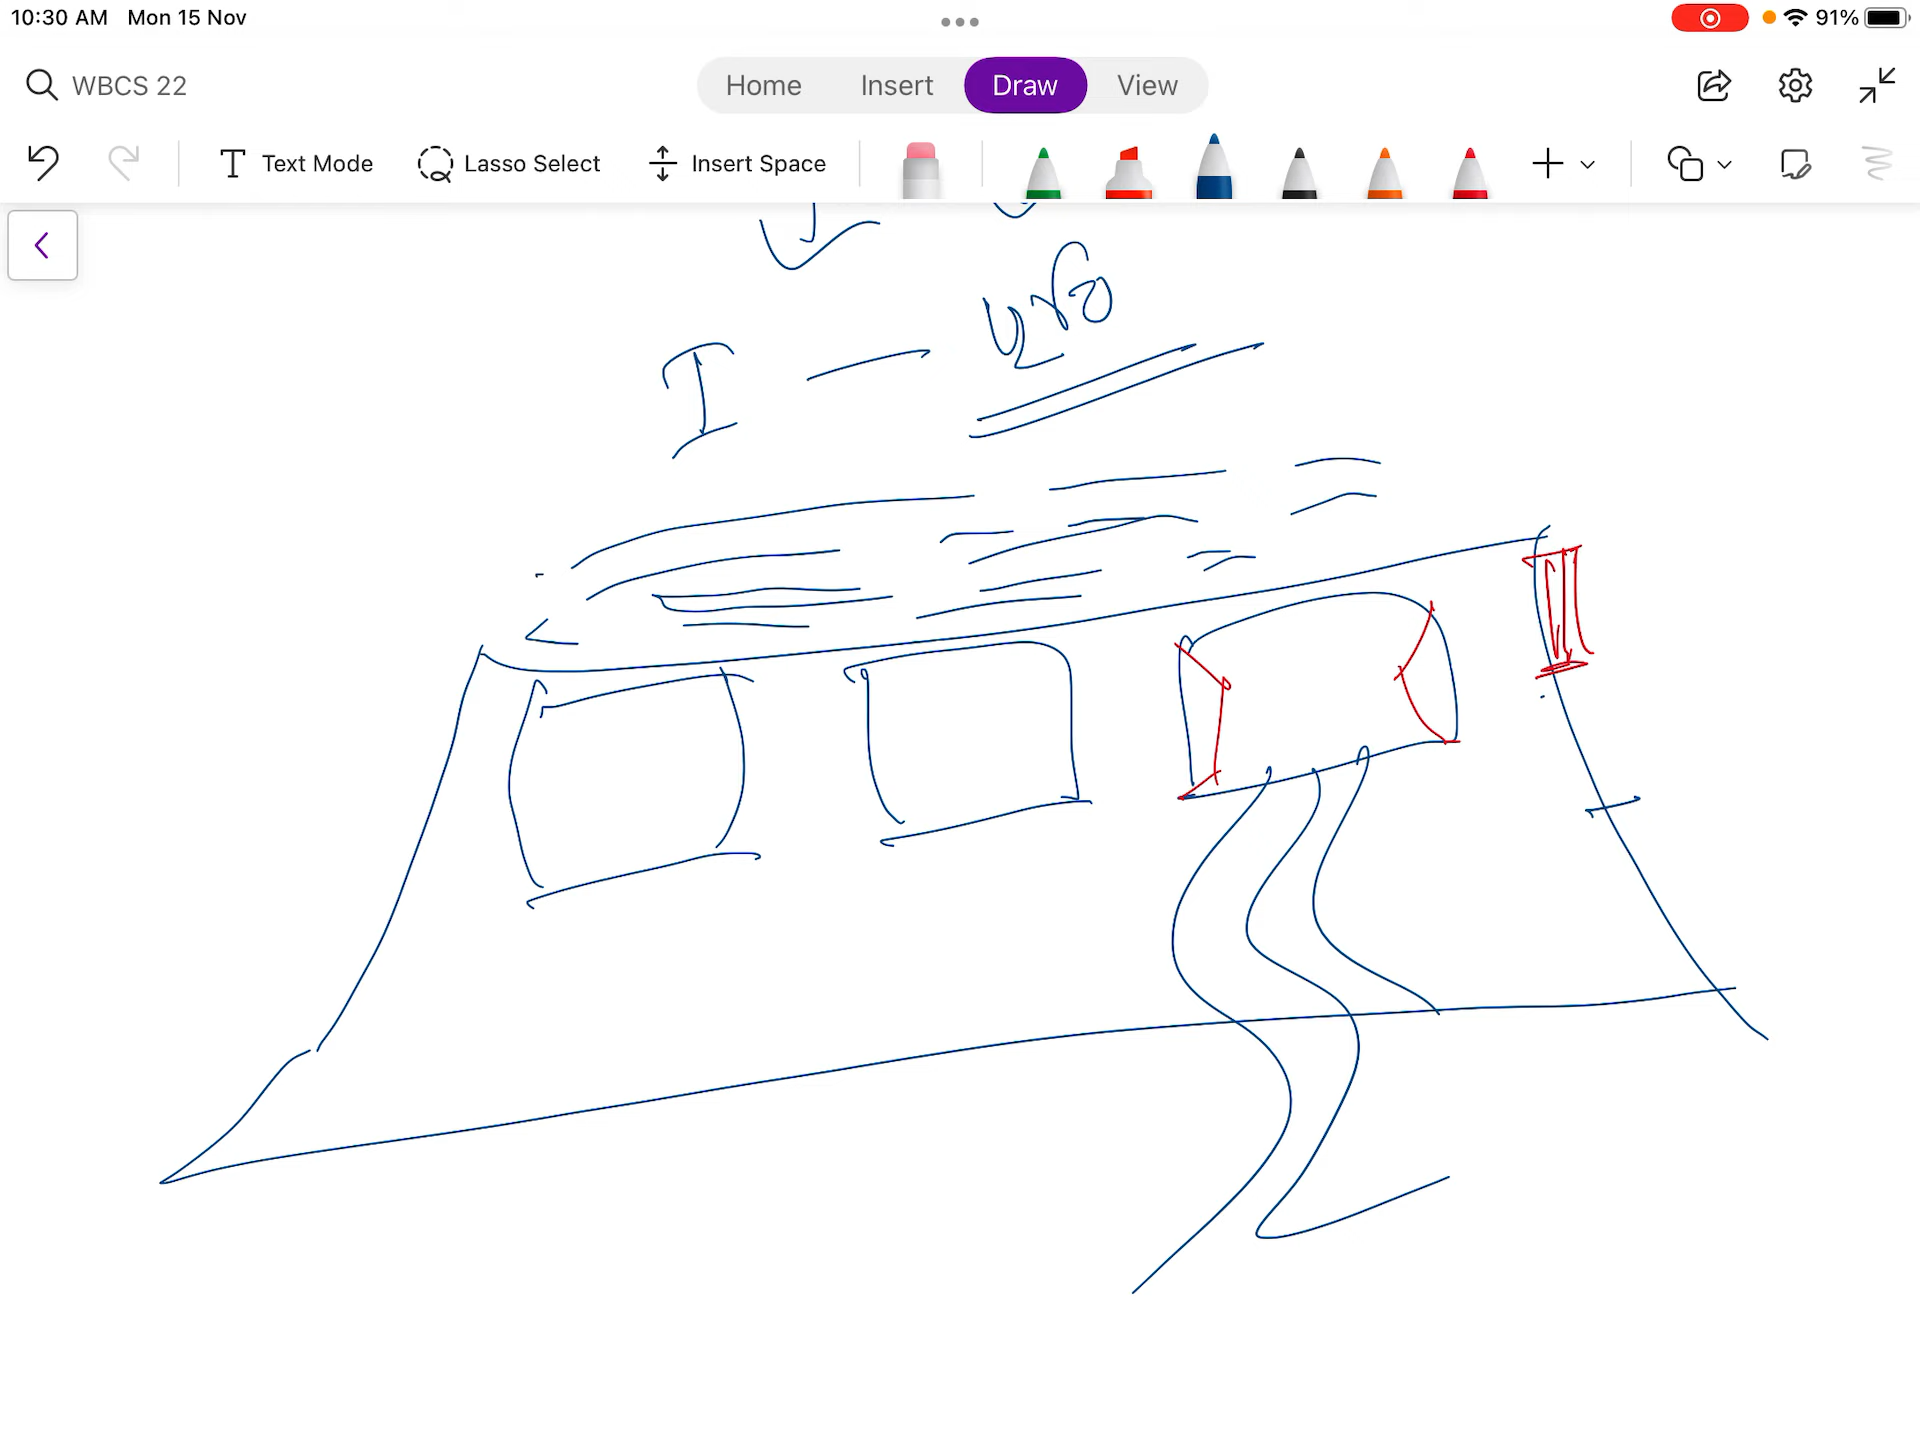 10:30 AM Mon 15 Nov
91%
WBCS 22
Home Insert Draw View
Text Mode Lasso Select Insert Space
I —